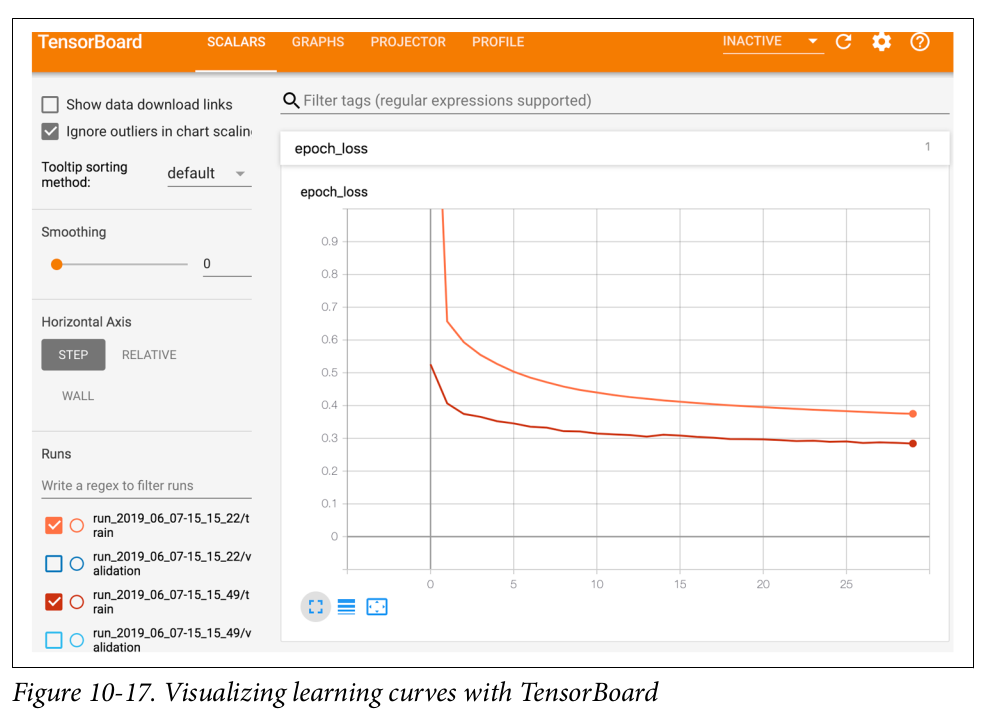 TensorBoard SCALARS GRAPHS PROJECTOR PROFILE INACTIVE
Show data download links
Ignore outliers in chart scalin
Tooltip sorting
method:
default
Smoothing
0
Horizontal Axis
STEP RELATIVE
WALL
Runs
Write a regex to filter runs
run_2019_06_07-15_15_22/t
rain
run_2019_06_07-15_15_22/v
alidation
run_2019_06_07-15_15_49/t
rain
run_2019_06_07-15_15_49/v
alidation
Filter tags (regular expressions supported)
epoch_loss 1
epoch_loss
0.9
0.8
0.7
0.6
0.5
0.4
0.3
0.2
0.1
0
0 5 10 15 20 25
Figure 10-17. Visualizing learning curves with TensorBoard